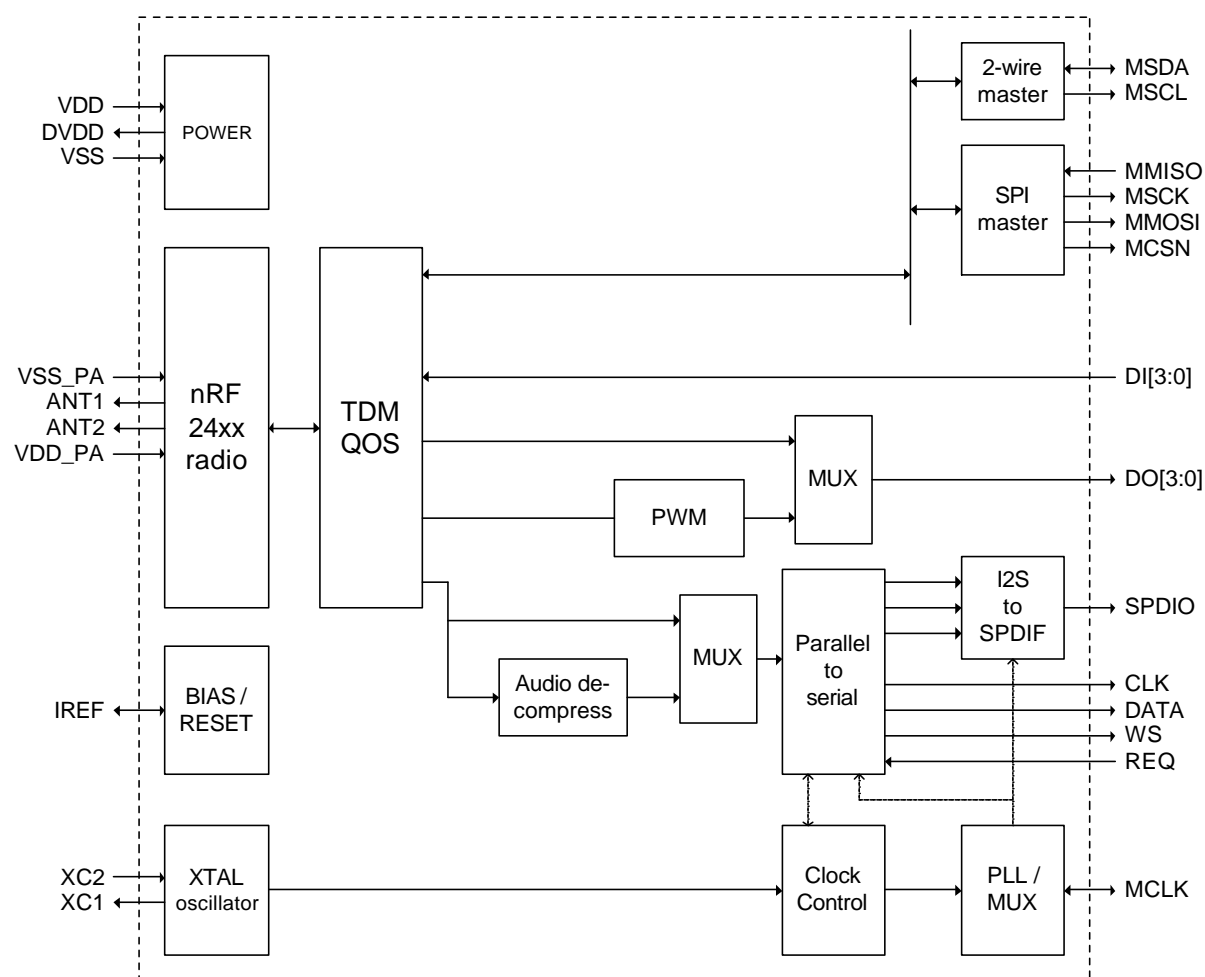 VDD
DVDD
VSS
POWER
2-wire
master
MSDA
MSCL
SPI
master
MMISO
MSCK
MMOSI
MCSN
VSS_PA
ANT1
ANT2
VDD_PA
nRF
24xx
radio
TDM
QOS
DI[3:0]
MUX
DO[3:0]
PWM
I2S
to
SPDIF
SPDIO
MUX
Parallel
to
serial
Audio de-
compress
CLK
DATA
WS
REQ
IREF
BIAS /
RESET
XC2
XC1
XTAL
oscillator
Clock
Control
PLL /
MUX
MCLK